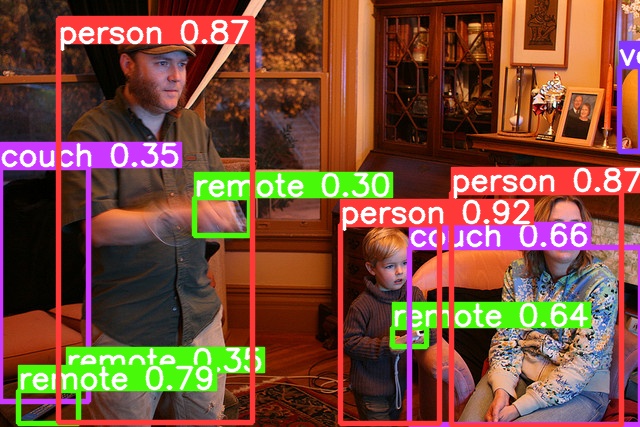 person 0.87
ve
couch 0.35
remote 0.30
person 0.87
person 0.92
couch 0.66
remote 0.64
remote 0.35
remote 0.79